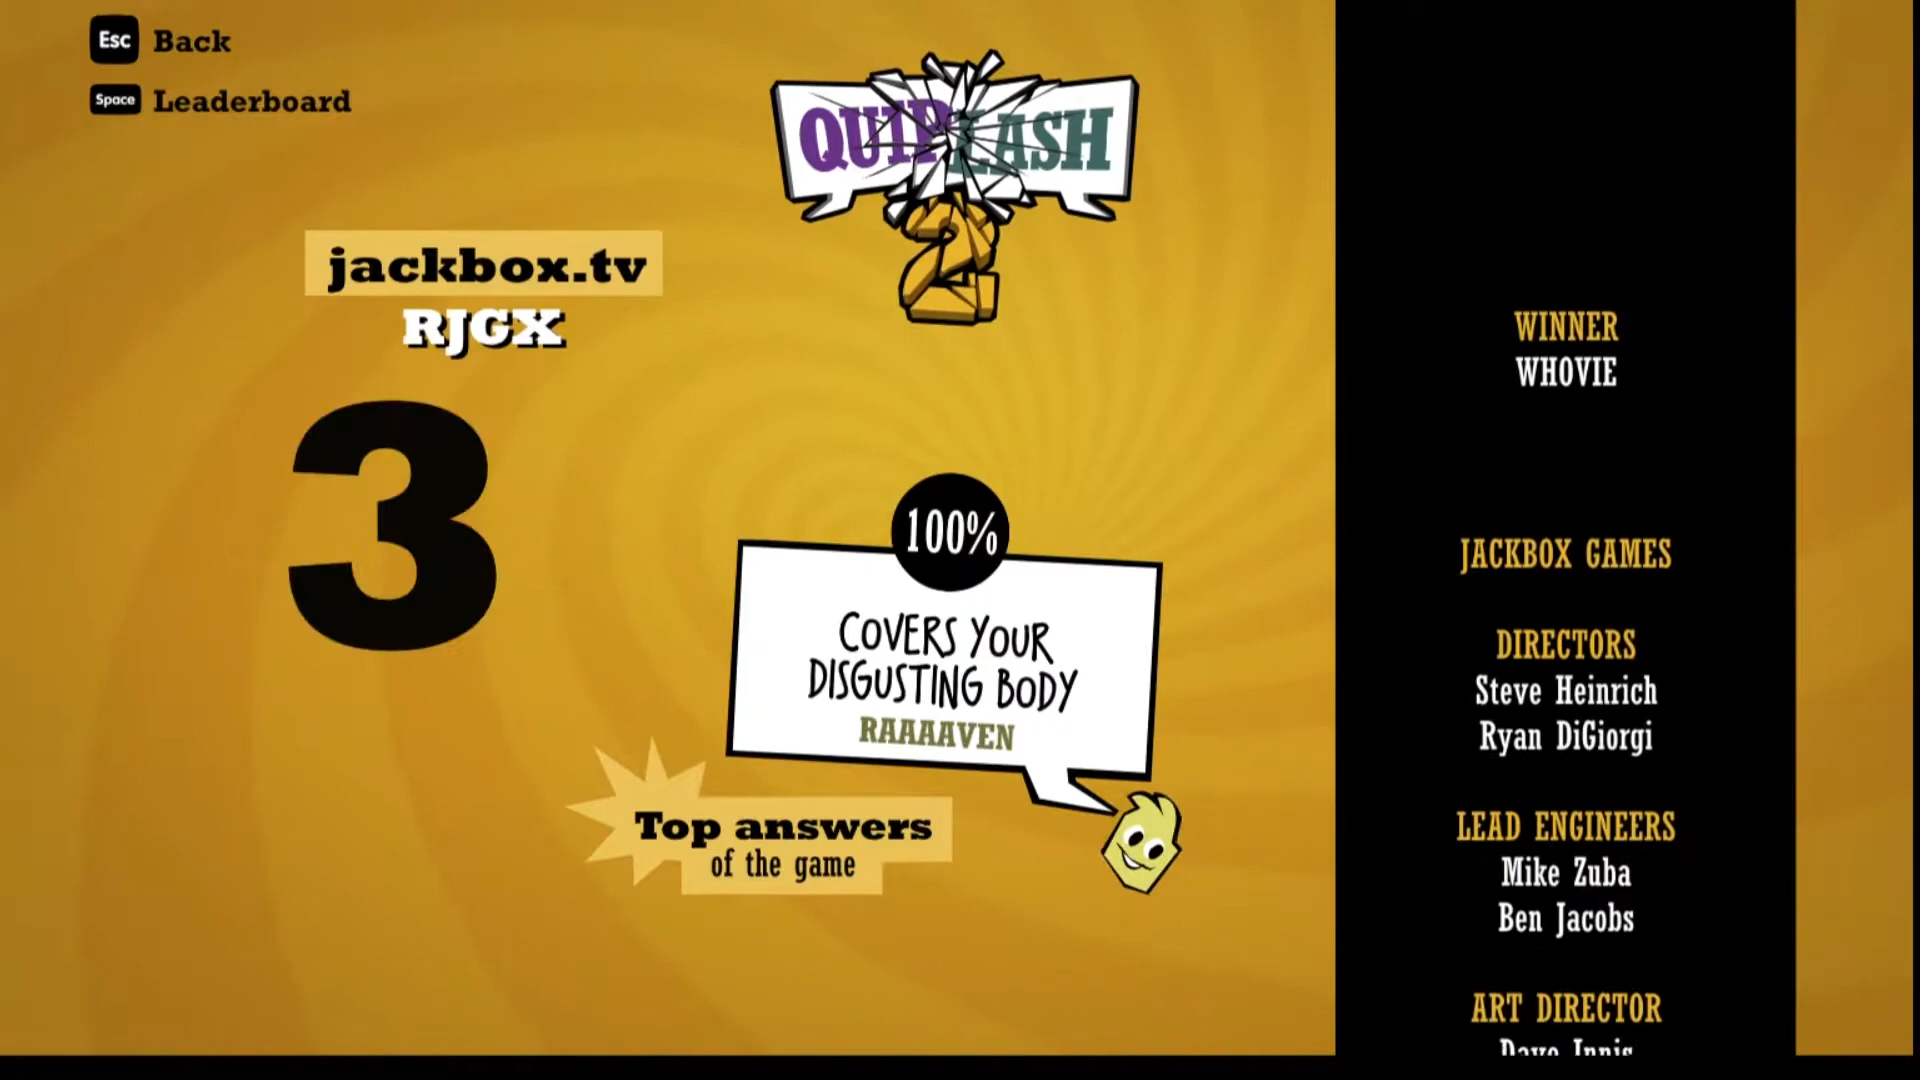 Esc Back
Space Leaderboard
QUIPLASH
2
jackbox.tv
RJGX
3
100%
COVERS YOUR
DISGUSTING BODY
RAAAAVEN
Top answers
of the game
WINNER
WHOVIE
JACKBOX GAMES
DIRECTORS
Steve Heinrich
Ryan DiGiorgi
LEAD ENGINEERS
Mike Zuba
Ben Jacobs
ART DIRECTOR
Dave Innis